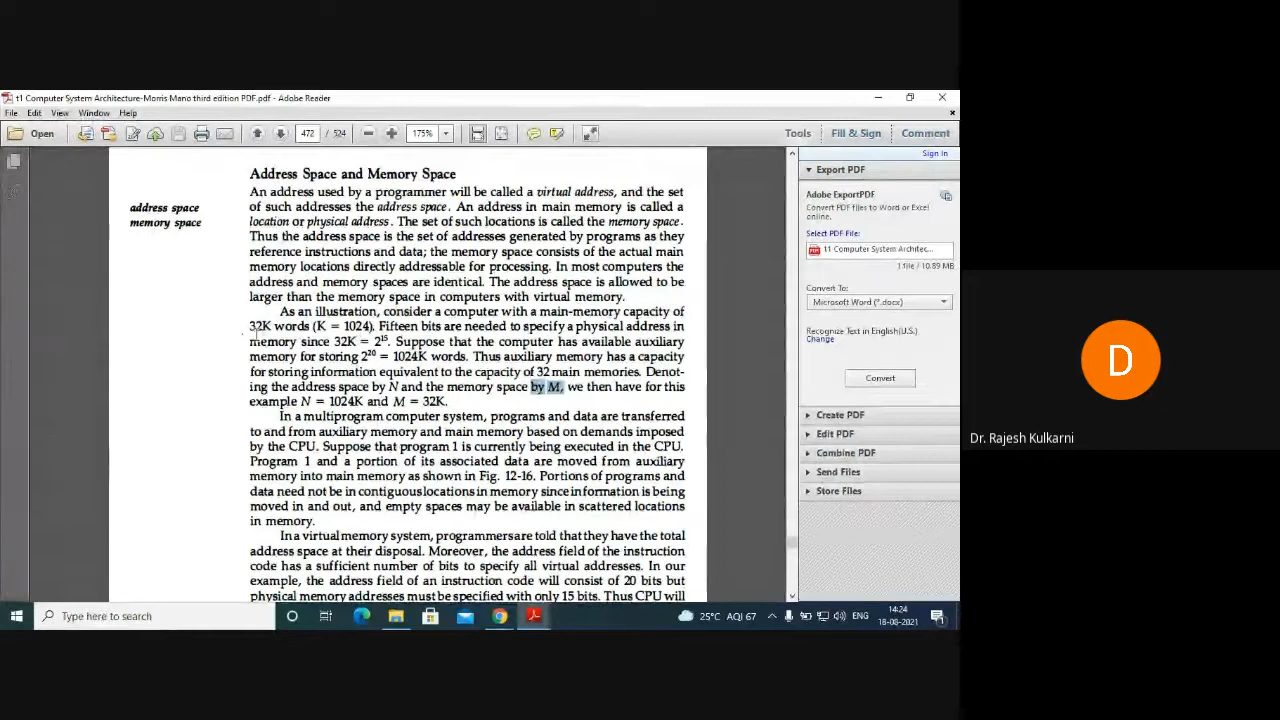 t1 Computer System Architecture-Morris Mano third edition PDF.pdf - Adobe Reader
File Edit View Window Help
Open 472 / 524 175% Tools Fill & Sign Comment
Sign In
Export PDF
Adobe ExportPDF
Convert PDF files to Word or Excel
online.
Select PDF File:
t1 Computer System Architec...
1 file / 10.89 MB
Convert To:
Microsoft Word (*.docx)
Recognize Text in English(U.S.)
Change
Convert
Create PDF
Edit PDF
Combine PDF
Send Files
Store Files
address space
memory space
Address Space and Memory Space
An address used by a programmer will be called a virtual address, and the set
of such addresses the address space. An address in main memory is called a
location or physical address. The set of such locations is called the memory space.
Thus the address space is the set of addresses generated by programs as they
reference instructions and data; the memory space consists of the actual main
memory locations directly addressable for processing. In most computers the
address and memory spaces are identical. The address space is allowed to be
larger than the memory space in computers with virtual memory.
As an illustration, consider a computer with a main-memory capacity of
32K words (K = 1024). Fifteen bits are needed to specify a physical address in
memory since 32K = 2¹⁵. Suppose that the computer has available auxiliary
memory for storing 2²⁰ = 1024K words. Thus auxiliary memory has a capacity
for storing information equivalent to the capacity of 32 main memories. Denot-
ing the address space by N and the memory space by M, we then have for this
example N = 1024K and M = 32K.
In a multiprogram computer system, programs and data are transferred
to and from auxiliary memory and main memory based on demands imposed
by the CPU. Suppose that program 1 is currently being executed in the CPU.
Program 1 and a portion of its associated data are moved from auxiliary
memory into main memory as shown in Fig. 12-16. Portions of programs and
data need not be in contiguous locations in memory since information is being
moved in and out, and empty spaces may be available in scattered locations
in memory.
In a virtual memory system, programmers are told that they have the total
address space at their disposal. Moreover, the address field of the instruction
code has a sufficient number of bits to specify all virtual addresses. In our
example, the address field of an instruction code will consist of 20 bits but
physical memory addresses must be specified with only 15 bits. Thus CPU will
Type here to search
25°C AQI 67
ENG
14:24
18-08-2021
1
D
Dr. Rajesh Kulkarni